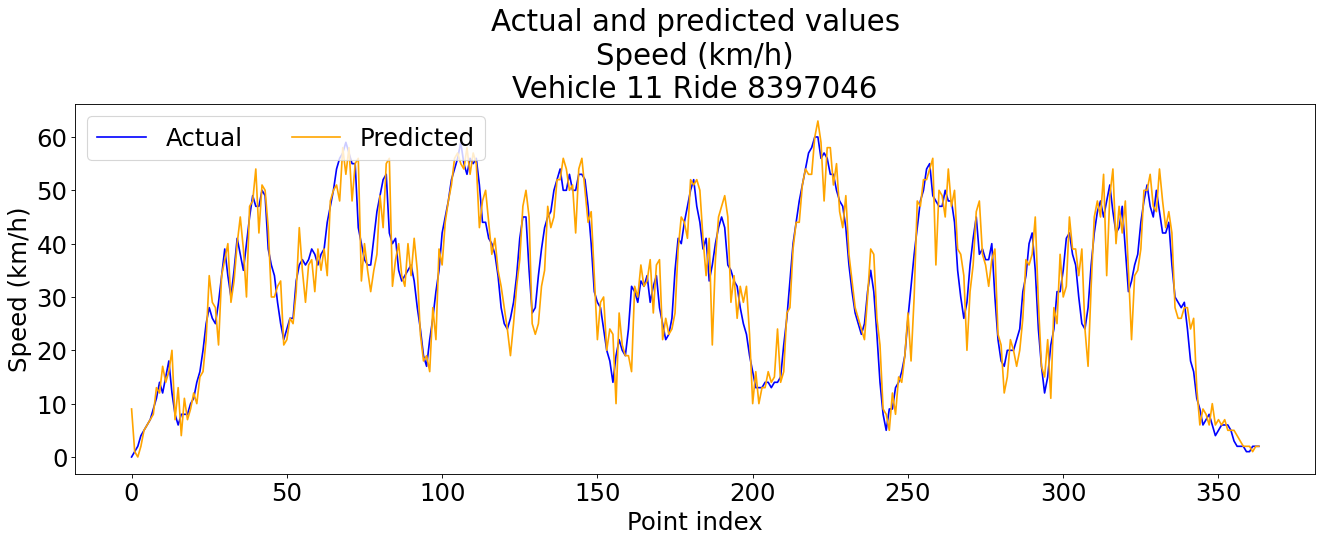 Actual and predicted values
Speed (km/h)
Vehicle 11 Ride 8397046
Actual Predicted
Speed (km/h)
60
50
40
30
20
10
0
0 50 100 150 200 250 300 350
Point index